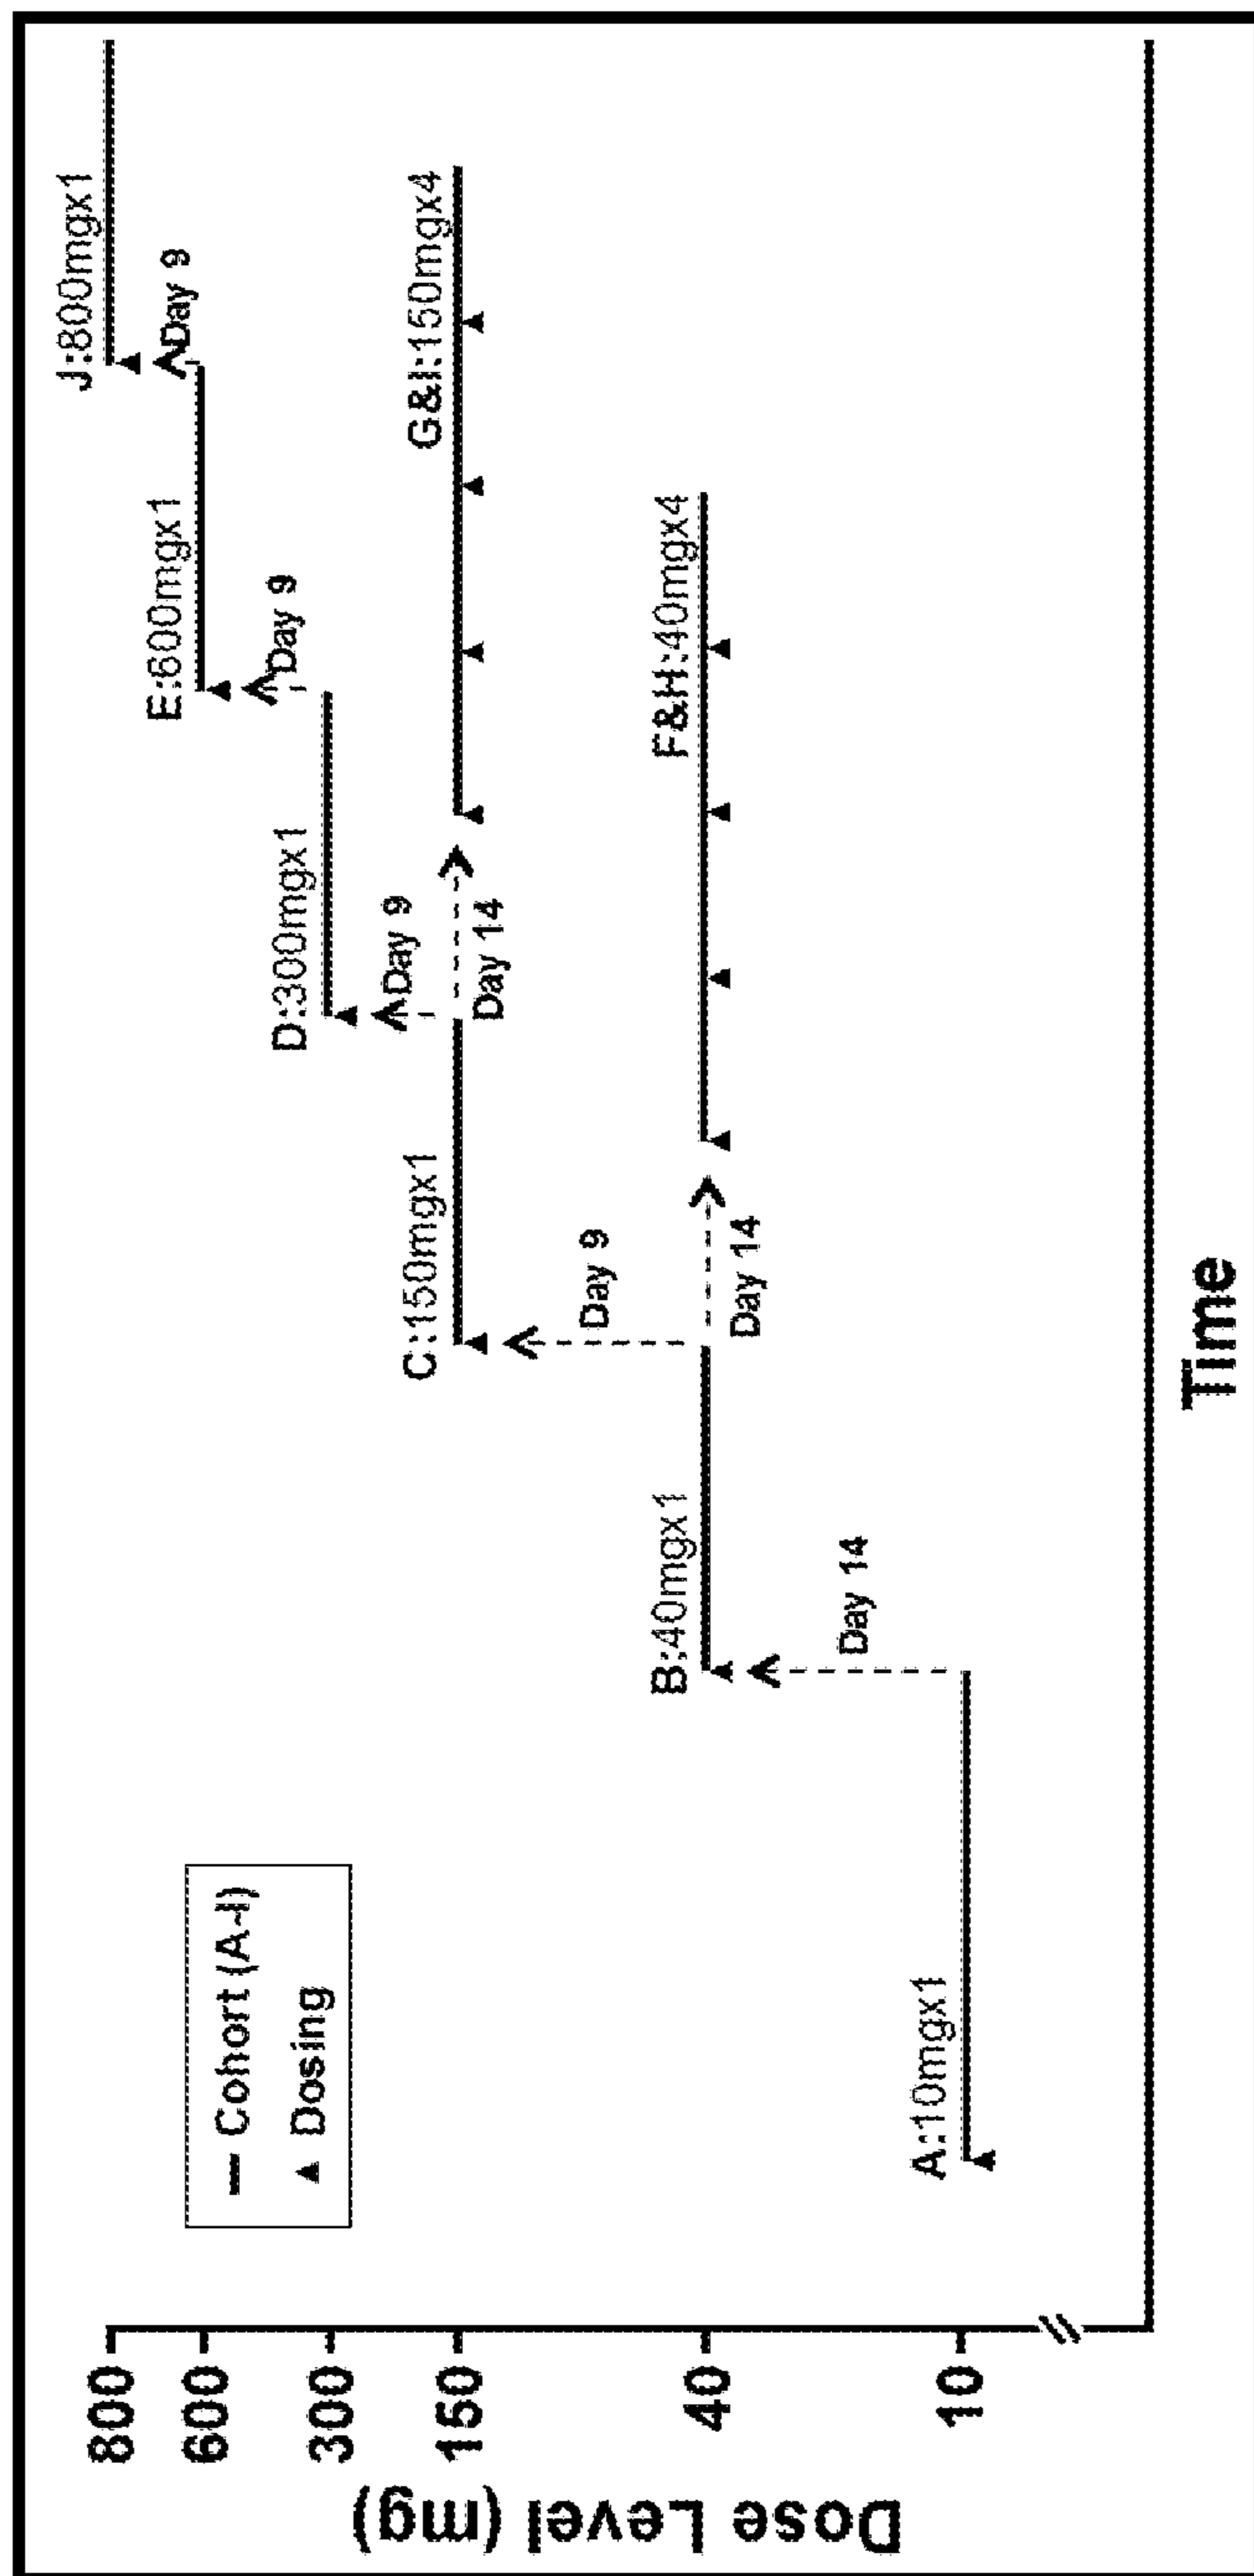 Dose Level (mg)
800
600
300
150
40
10
Cohort (A-I)
Dosing
J:800mgx1
Day 9
E:600mgx1
Day 9
D:300mgx1
Day 9
G&I:150mgx4
C:150mgx1
Day 14
Day 9
F&H:40mgx4
B:40mgx1
Day 14
Day 14
A:10mgx1
Time